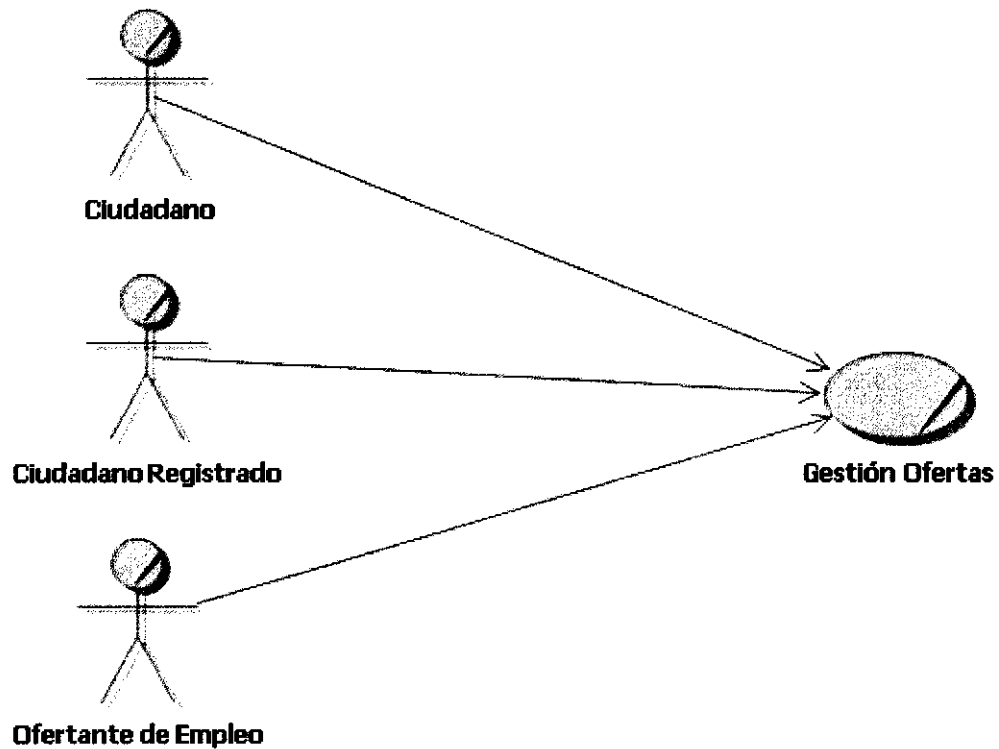 Ciudadano
Ciudadano Registrado
Gestión Ofertas
Ofertante de Empleo